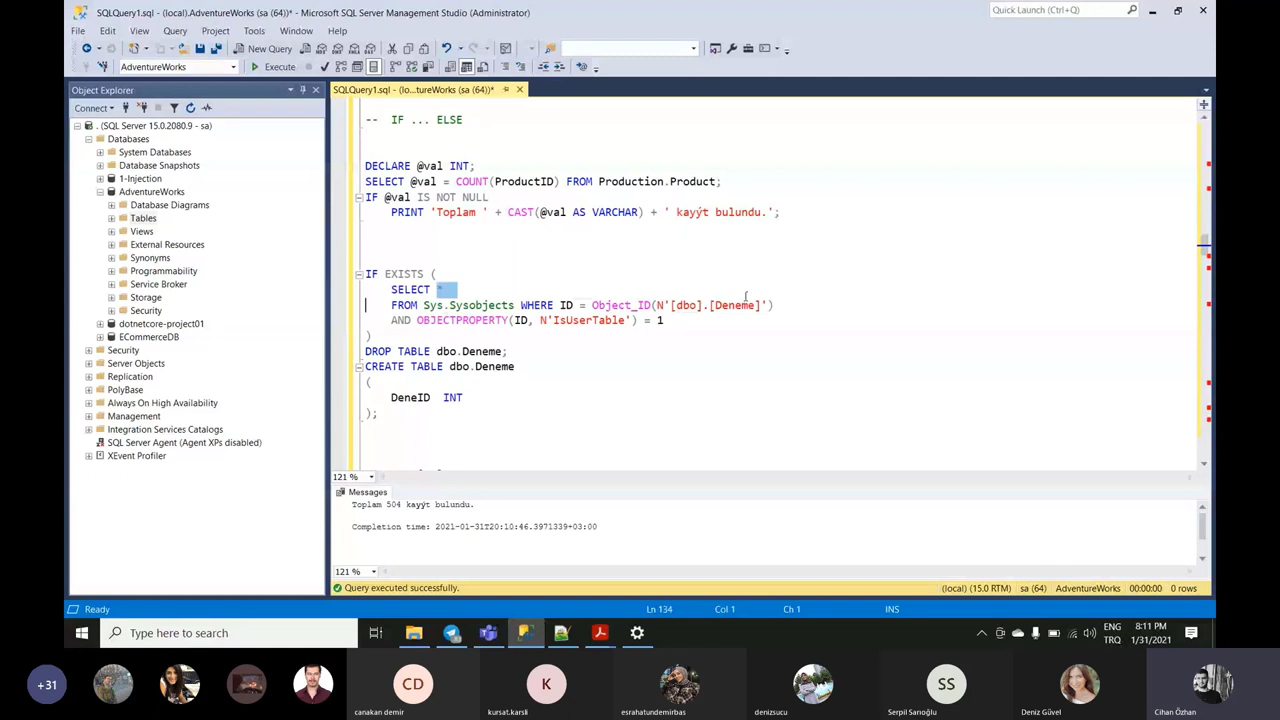 SQLQuery1.sql - (local).AdventureWorks (sa (64))* - Microsoft SQL Server Management Studio (Administrator)
Quick Launch (Ctrl+Q)
File Edit View Query Project Tools Window Help
New Query
AdventureWorks
Execute
Object Explorer
SQLQuery1.sql - (lo...tureWorks (sa (64))*
Connect
. (SQL Server 15.0.2080.9 - sa)
Databases
System Databases
Database Snapshots
1-Injection
AdventureWorks
Database Diagrams
Tables
Views
External Resources
Synonyms
Programmability
Service Broker
Storage
Security
dotnetcore-project01
ECommerceDB
Security
Server Objects
Replication
PolyBase
Always On High Availability
Management
Integration Services Catalogs
SQL Server Agent (Agent XPs disabled)
XEvent Profiler
-- IF ... ELSE
DECLARE @val INT;
SELECT @val = COUNT(ProductID) FROM Production.Product;
IF @val IS NOT NULL
PRINT 'Toplam ' + CAST(@val AS VARCHAR) + ' kayýt bulundu.';
IF EXISTS (
SELECT *
FROM Sys.Sysobjects WHERE ID = Object_ID(N'[dbo].[Deneme]')
AND OBJECTPROPERTY(ID, N'IsUserTable') = 1
)
DROP TABLE dbo.Deneme;
CREATE TABLE dbo.Deneme
(
DeneID INT
);
121 %
Messages
Toplam 504 kayýt bulundu.
Completion time: 2021-01-31T20:10:46.3971339+03:00
121 %
Query executed successfully.
(local) (15.0 RTM) sa (64) AdventureWorks 00:00:00 0 rows
Ready
Ln 134 Col 1 Ch 1 INS
Type here to search
ENG
TRQ
8:11 PM
1/31/2021
+31
CD
K
SS
canakan demir
kursat.karsli
esrahatundemirbas
denizsucu
Serpil Sarıoğlu
Deniz Güvel
Cihan Özhan